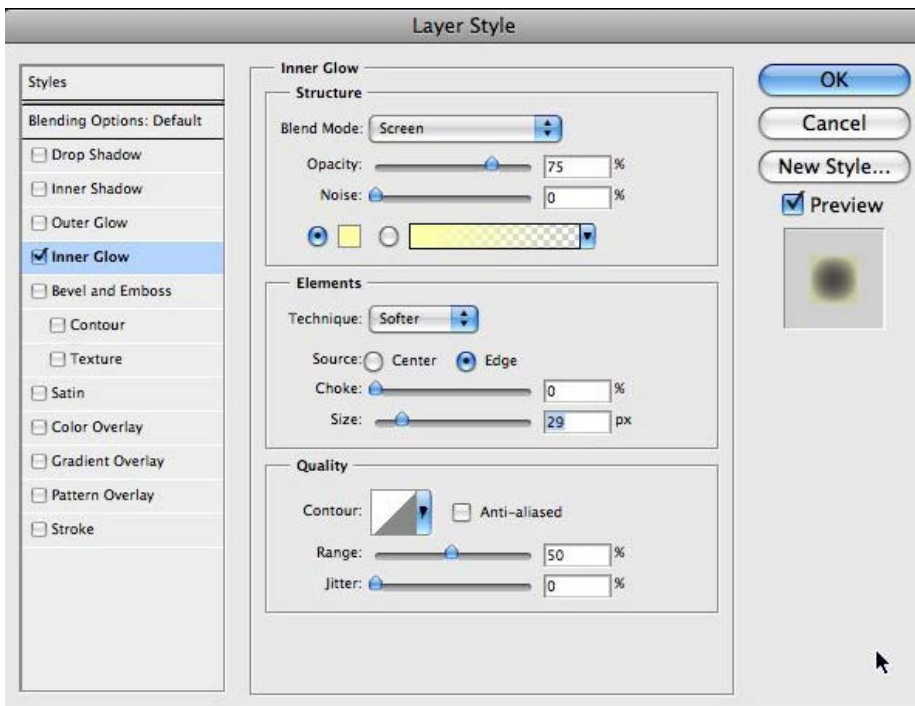 Layer Style
Styles
Blending Options: Default
Drop Shadow
Inner Shadow
Outer Glow
Inner Glow
Bevel and Emboss
Contour
Texture
Satin
Color Overlay
Gradient Overlay
Pattern Overlay
Stroke
Inner Glow
Structure
Blend Mode: Screen
Opacity: 75 %
Noise: 0 %
Elements
Technique: Softer
Source: Center Edge
Choke: 0 %
Size: 29 px
Quality
Contour: Anti-aliased
Range: 50 %
Jitter: 0 %
OK
Cancel
New Style...
Preview